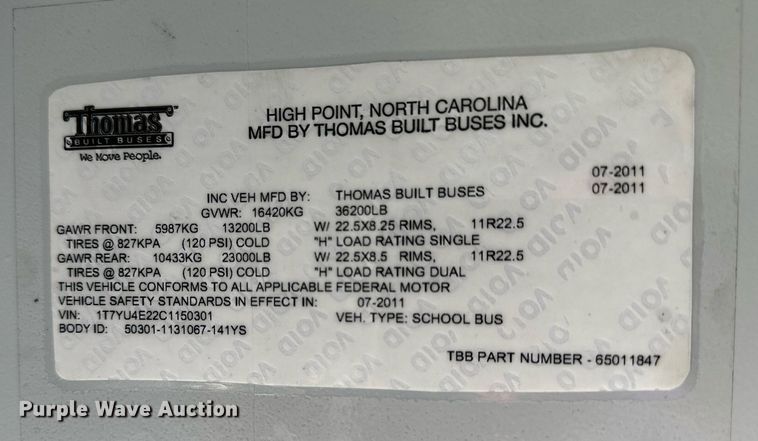 Thomas
BUILT BUSES
We Move People.
HIGH POINT, NORTH CAROLINA
MFD BY THOMAS BUILT BUSES INC.
07-2011
INC VEH MFD BY: THOMAS BUILT BUSES 07-2011
GVWR: 16420KG 36200LB
GAWR FRONT: 5987KG 13200LB W/ 22.5X8.25 RIMS, 11R22.5
TIRES @ 827KPA (120 PSI) COLD "H" LOAD RATING SINGLE
GAWR REAR: 10433KG 23000LB W/ 22.5X8.5 RIMS, 11R22.5
TIRES @ 827KPA (120 PSI) COLD "H" LOAD RATING DUAL
THIS VEHICLE CONFORMS TO ALL APPLICABLE FEDERAL MOTOR
VEHICLE SAFETY STANDARDS IN EFFECT IN: 07-2011
VIN: 1T7YU4E22C1150301 VEH. TYPE: SCHOOL BUS
BODY ID: 50301-1131067-141YS
TBB PART NUMBER - 65011847
Purple Wave Auction